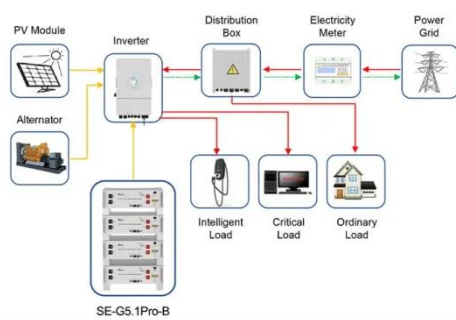 PV Module
Inverter
Distribution
Box
Electricity
Meter
Power
Grid
Alternator
Intelligent
Load
Critical
Load
Ordinary
Load
SE-G5.1Pro-B